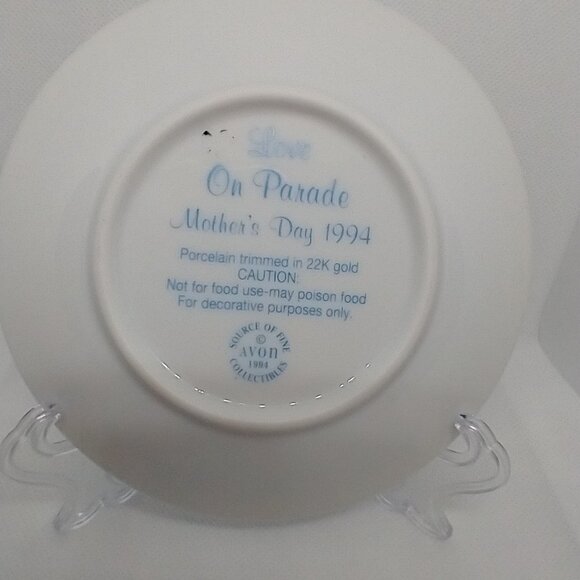 Love
On Parade
Mother's Day 1994
Porcelain trimmed in 22K gold
CAUTION:
Not for food use-may poison food
For decorative purposes only.
SOURCE OF FINE
©
AVON
1994
COLLECTIBLES